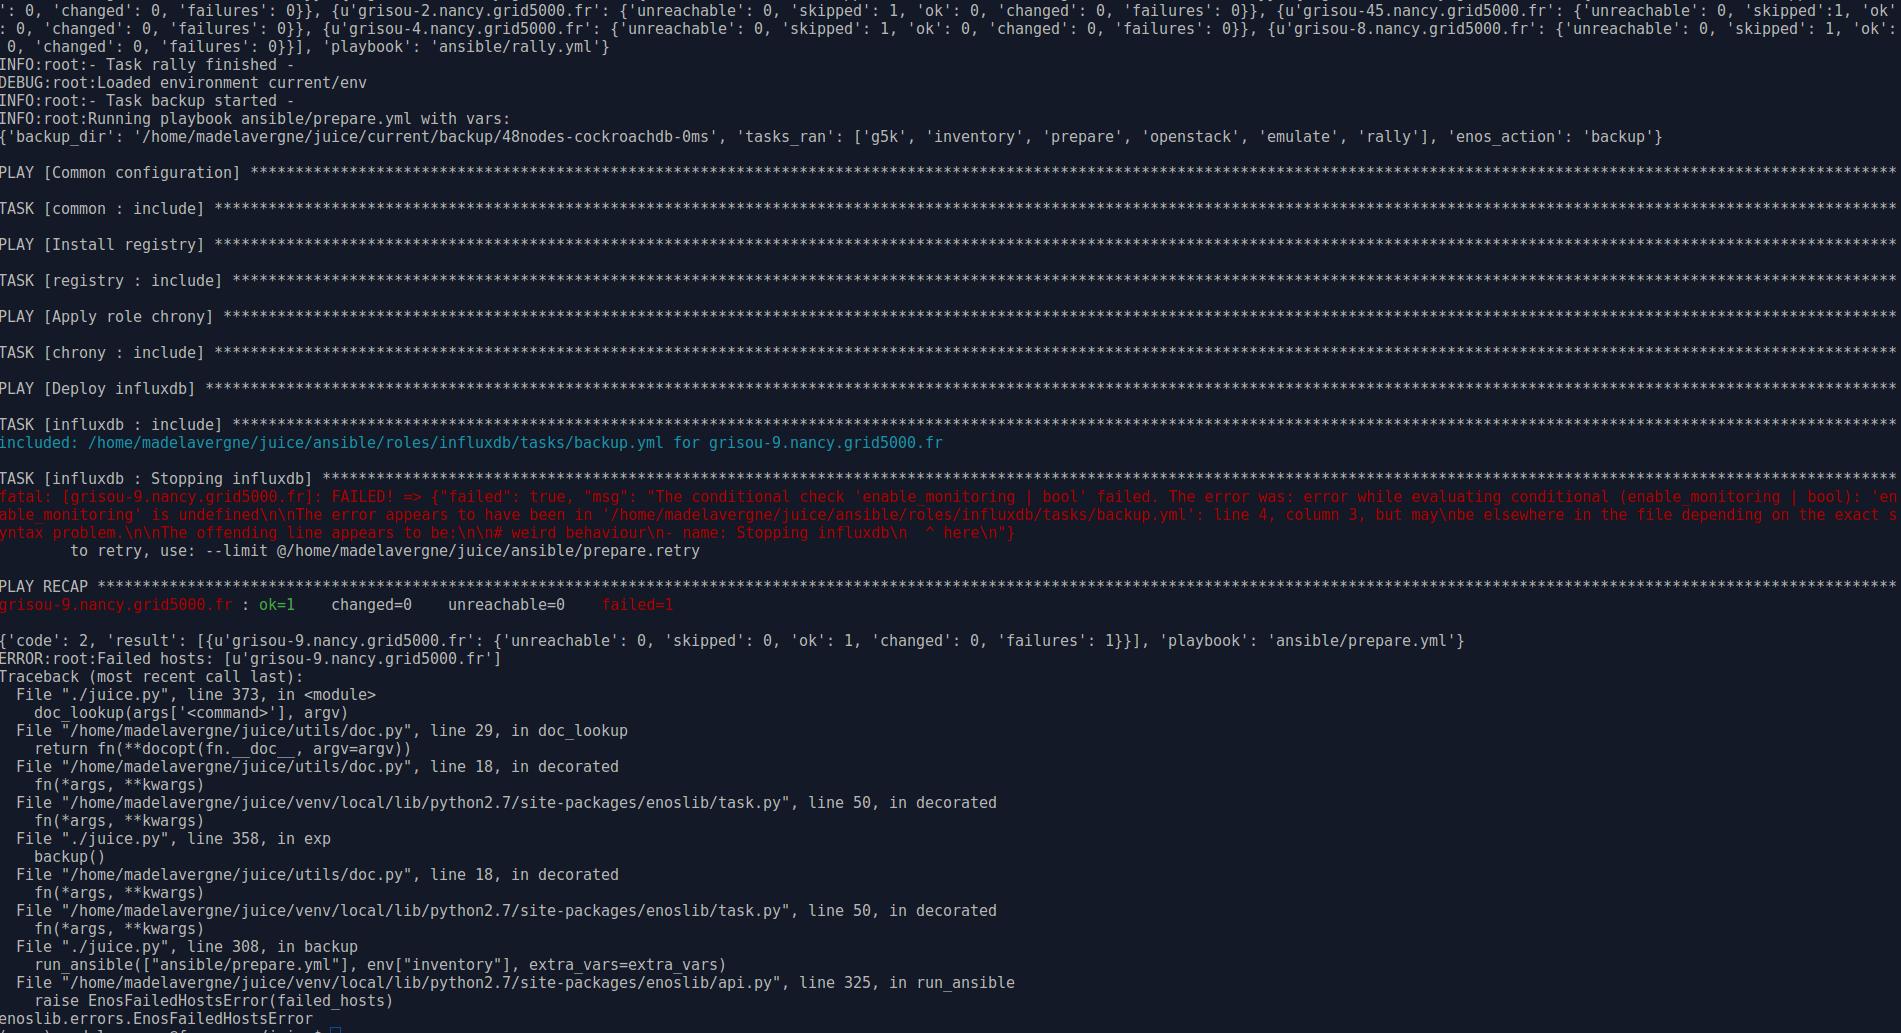 ': 0, 'changed': 0, 'failures': 0}}, {u'grisou-2.nancy.grid5000.fr': {'unreachable': 0, 'skipped': 1, 'ok': 0, 'changed': 0, 'failures': 0}}, {u'grisou-45.nancy.grid5000.fr': {'unreachable': 0, 'skipped':1, 'ok'
: 0, 'changed': 0, 'failures': 0}}, {u'grisou-4.nancy.grid5000.fr': {'unreachable': 0, 'skipped': 1, 'ok': 0, 'changed': 0, 'failures': 0}}, {u'grisou-8.nancy.grid5000.fr': {'unreachable': 0, 'skipped': 1, 'ok':
 0, 'changed': 0, 'failures': 0}}], 'playbook': 'ansible/rally.yml'}
INFO:root:- Task rally finished -
DEBUG:root:Loaded environment current/env
INFO:root:- Task backup started -
INFO:root:Running playbook ansible/prepare.yml with vars:
{'backup_dir': '/home/madelavergne/juice/current/backup/48nodes-cockroachdb-0ms', 'tasks_ran': ['g5k', 'inventory', 'prepare', 'openstack', 'emulate', 'rally'], 'enos_action': 'backup'}
PLAY [Common configuration] ****************************************************************************************************************************************************************************************
TASK [common : include] ********************************************************************************************************************************************************************************************
PLAY [Install registry] ********************************************************************************************************************************************************************************************
TASK [registry : include] ******************************************************************************************************************************************************************************************
PLAY [Apply role chrony] *******************************************************************************************************************************************************************************************
TASK [chrony : include] ********************************************************************************************************************************************************************************************
PLAY [Deploy influxdb] *********************************************************************************************************************************************************************************************
TASK [influxdb : include] ******************************************************************************************************************************************************************************************
included: /home/madelavergne/juice/ansible/roles/influxdb/tasks/backup.yml for grisou-9.nancy.grid5000.fr
TASK [influxdb : Stopping influxdb] ********************************************************************************************************************************************************************************
fatal: [grisou-9.nancy.grid5000.fr]: FAILED! => {"failed": true, "msg": "The conditional check 'enable_monitoring | bool' failed. The error was: error while evaluating conditional (enable_monitoring | bool): 'en
able_monitoring' is undefined\n\nThe error appears to have been in '/home/madelavergne/juice/ansible/roles/influxdb/tasks/backup.yml': line 4, column 3, but may\nbe elsewhere in the file depending on the exact s
yntax problem.\n\nThe offending line appears to be:\n\n# weird behaviour\n- name: Stopping influxdb\n  ^ here\n"}
        to retry, use: --limit @/home/madelavergne/juice/ansible/prepare.retry
PLAY RECAP *********************************************************************************************************************************************************************************************************
grisou-9.nancy.grid5000.fr : ok=1    changed=0    unreachable=0    failed=1
{'code': 2, 'result': [{u'grisou-9.nancy.grid5000.fr': {'unreachable': 0, 'skipped': 0, 'ok': 1, 'changed': 0, 'failures': 1}}], 'playbook': 'ansible/prepare.yml'}
ERROR:root:Failed hosts: [u'grisou-9.nancy.grid5000.fr']
Traceback (most recent call last):
  File "./juice.py", line 373, in <module>
    doc_lookup(args['<command>'], argv)
  File "/home/madelavergne/juice/utils/doc.py", line 29, in doc_lookup
    return fn(**docopt(fn.__doc__, argv=argv))
  File "/home/madelavergne/juice/utils/doc.py", line 18, in decorated
    fn(*args, **kwargs)
  File "/home/madelavergne/juice/venv/local/lib/python2.7/site-packages/enoslib/task.py", line 50, in decorated
    fn(*args, **kwargs)
  File "./juice.py", line 358, in exp
    backup()
  File "/home/madelavergne/juice/utils/doc.py", line 18, in decorated
    fn(*args, **kwargs)
  File "/home/madelavergne/juice/venv/local/lib/python2.7/site-packages/enoslib/task.py", line 50, in decorated
    fn(*args, **kwargs)
  File "./juice.py", line 308, in backup
    run_ansible(["ansible/prepare.yml"], env["inventory"], extra_vars=extra_vars)
  File "/home/madelavergne/juice/venv/local/lib/python2.7/site-packages/enoslib/api.py", line 325, in run_ansible
    raise EnosFailedHostsError(failed_hosts)
enoslib.errors.EnosFailedHostsError